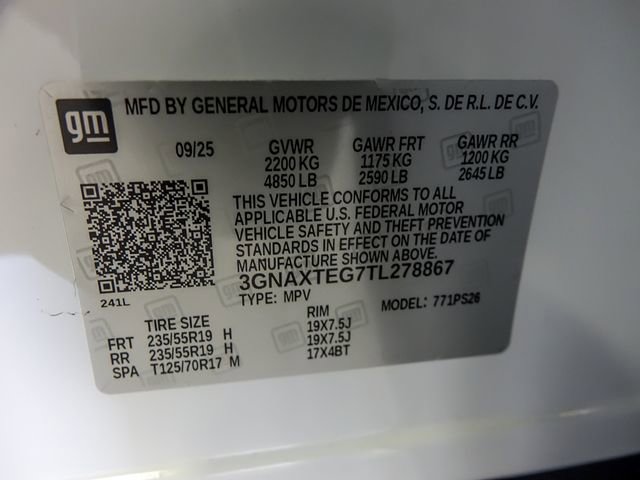 gm
MFD BY GENERAL MOTORS DE MEXICO, S. DE R.L. DE C.V.
09/25 GVWR GAWR FRT GAWR RR
2200 KG 1175 KG 1200 KG
4850 LB 2590 LB 2645 LB
THIS VEHICLE CONFORMS TO ALL
APPLICABLE U.S. FEDERAL MOTOR
VEHICLE SAFETY AND THEFT PREVENTION
STANDARDS IN EFFECT ON THE DATE OF
MANUFACTURE SHOWN ABOVE.
3GNAXTEG7TL278867
241L
TYPE: MPV MODEL: 771PS26
TIRE SIZE RIM
FRT 235/55R19 H 19X7.5J
RR 235/55R19 H 19X7.5J
SPA T125/70R17 M 17X4BT